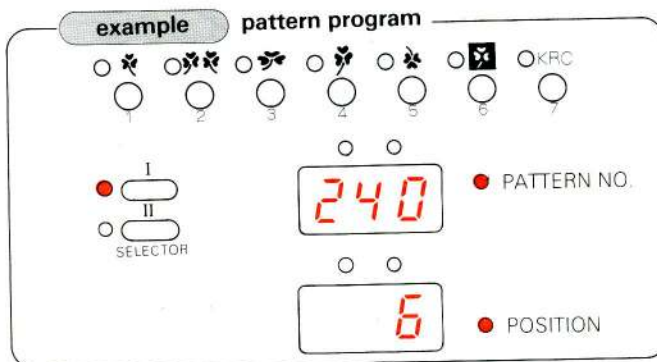 example pattern program
KRC
1 2 3 4 5 6 7
I
240 PATTERN NO.
II
SELECTOR
6 POSITION